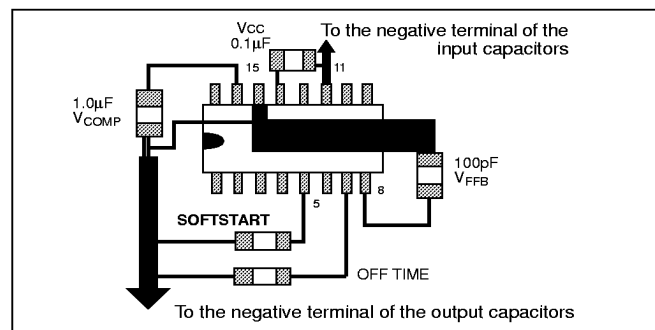 VCC
0.1µF
To the negative terminal of the
input capacitors
15
11
1.0µF
VCOMP
100pF
VFFB
5
8
SOFTSTART
OFF TIME
To the negative terminal of the output capacitors